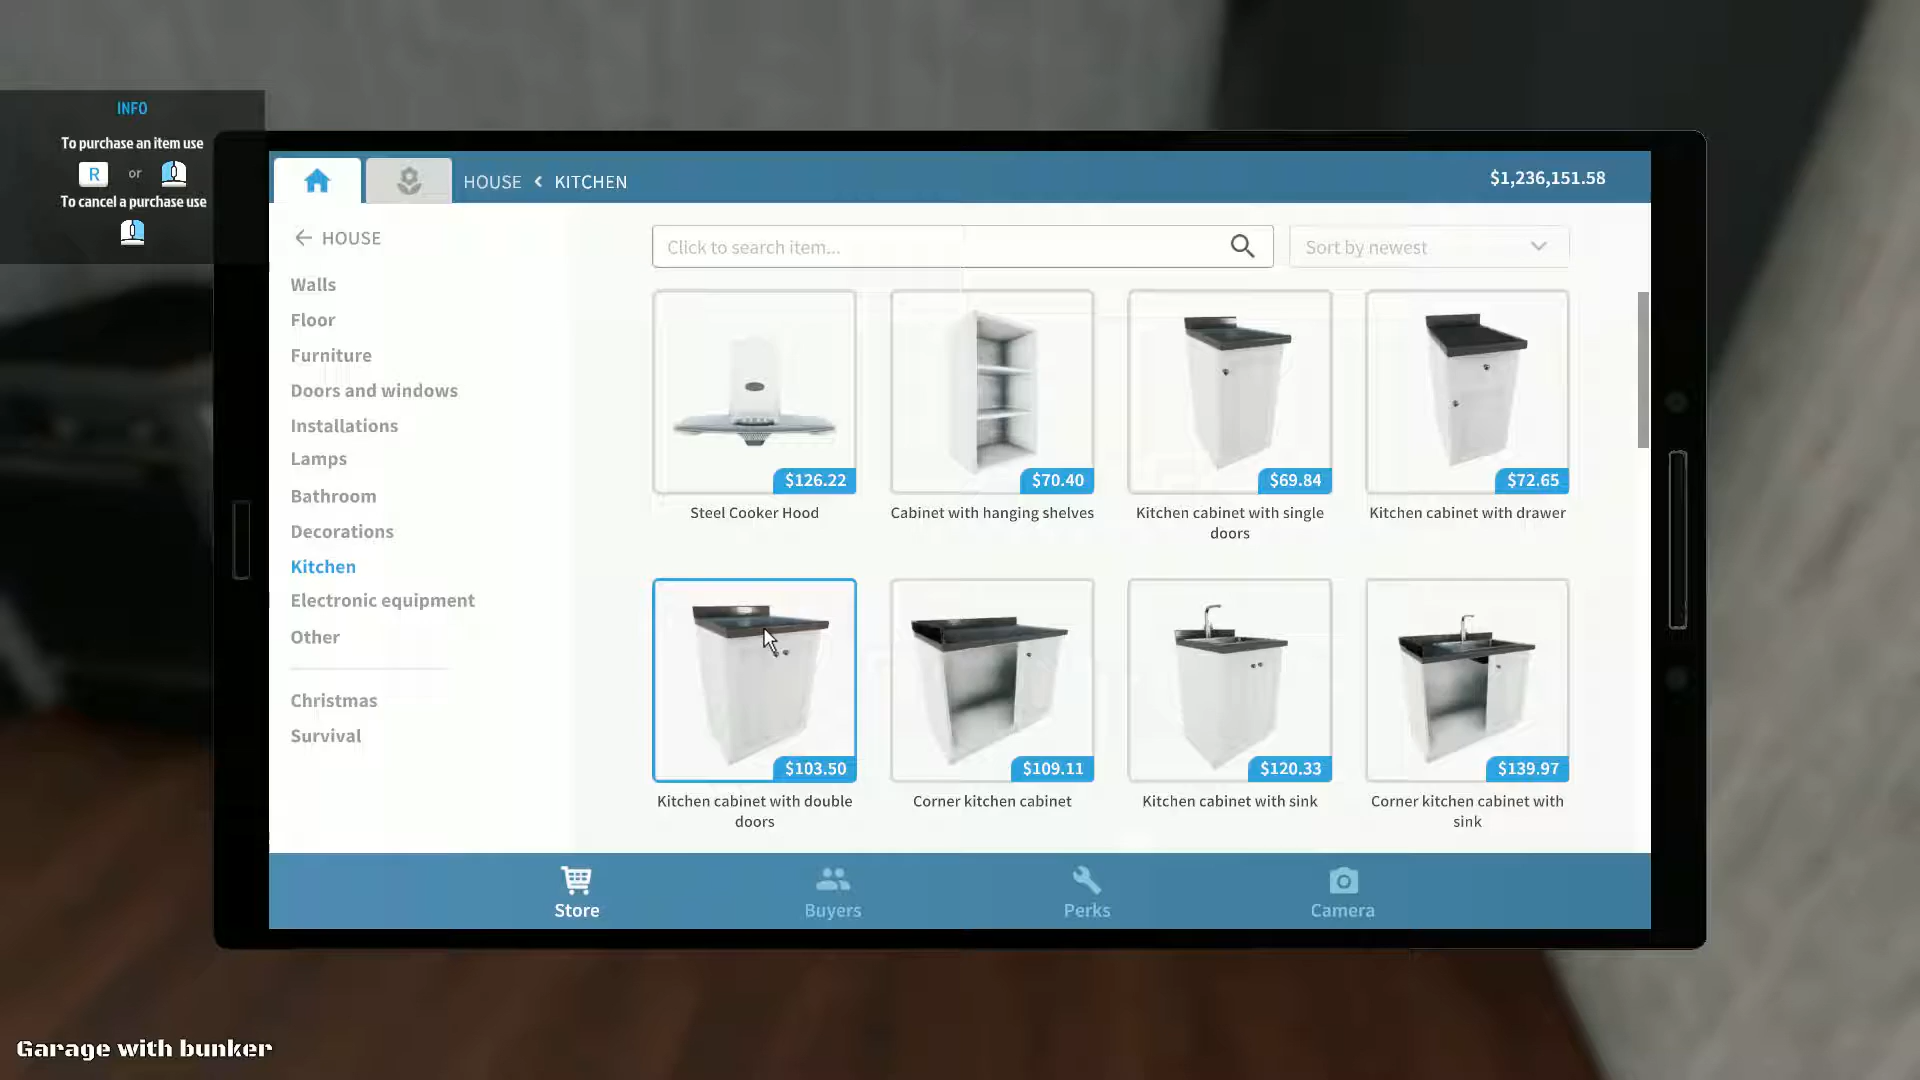 INFO
To purchase an item use
R or
To cancel a purchase use
HOUSE KITCHEN
$1,236,151.58
HOUSE
Walls
Floor
Furniture
Doors and windows
Installations
Lamps
Bathroom
Decorations
Kitchen
Electronic equipment
Other
Christmas
Survival
Click to search item...
Sort by newest
$126.22
$70.40
$69.84
$72.65
Steel Cooker Hood
Cabinet with hanging shelves
Kitchen cabinet with single
doors
Kitchen cabinet with drawer
$103.50
$109.11
$120.33
$139.97
Kitchen cabinet with double
doors
Corner kitchen cabinet
Kitchen cabinet with sink
Corner kitchen cabinet with
sink
Store
Buyers
Perks
Camera
Garage with bunker